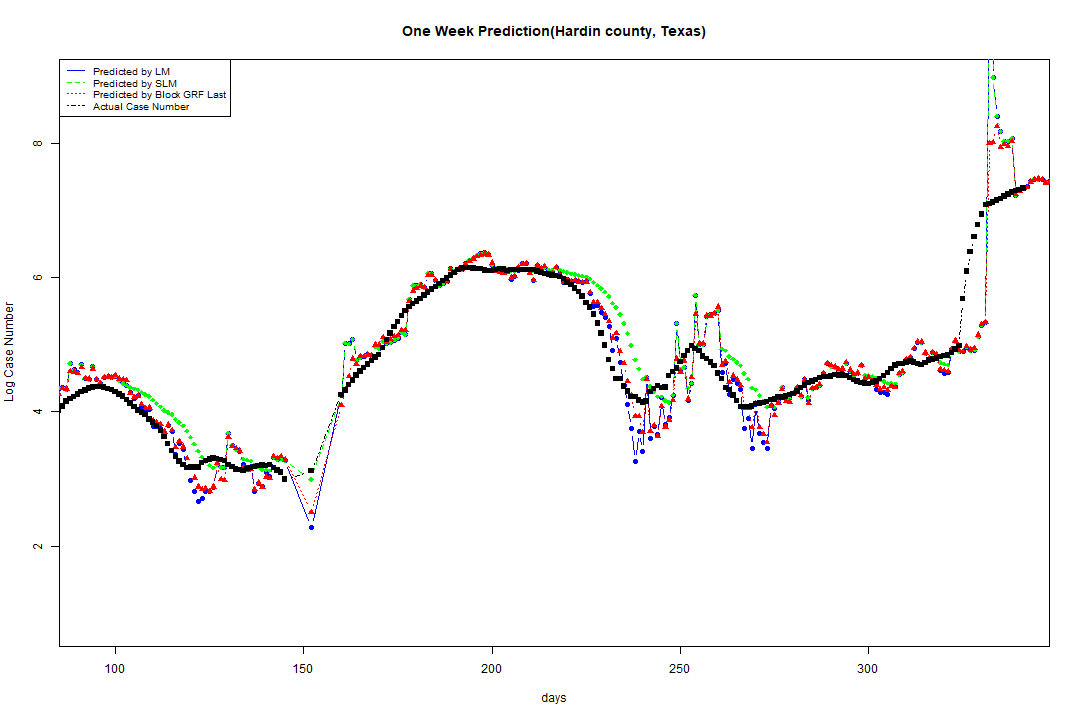 One Week Prediction(Hardin county, Texas)
Predicted by LM
Predicted by SLM
Predicted by Block GRF Last
Actual Case Number
Log Case Number
8
6
4
2
100 150 200 250 300
days